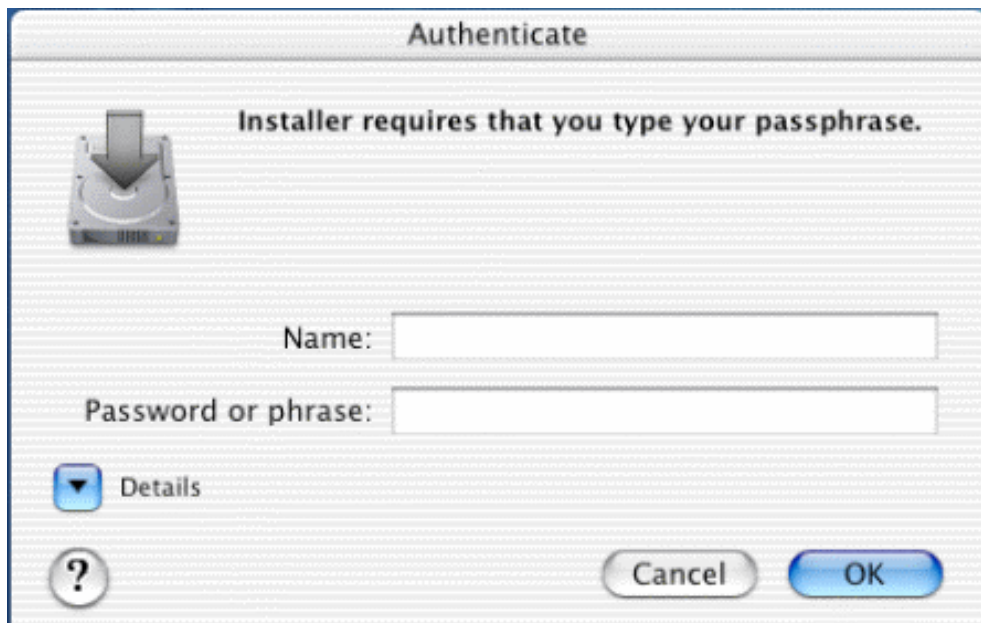 Authenticate
Installer requires that you type your passphrase.
Name:
Password or phrase:
Details
?
Cancel
OK